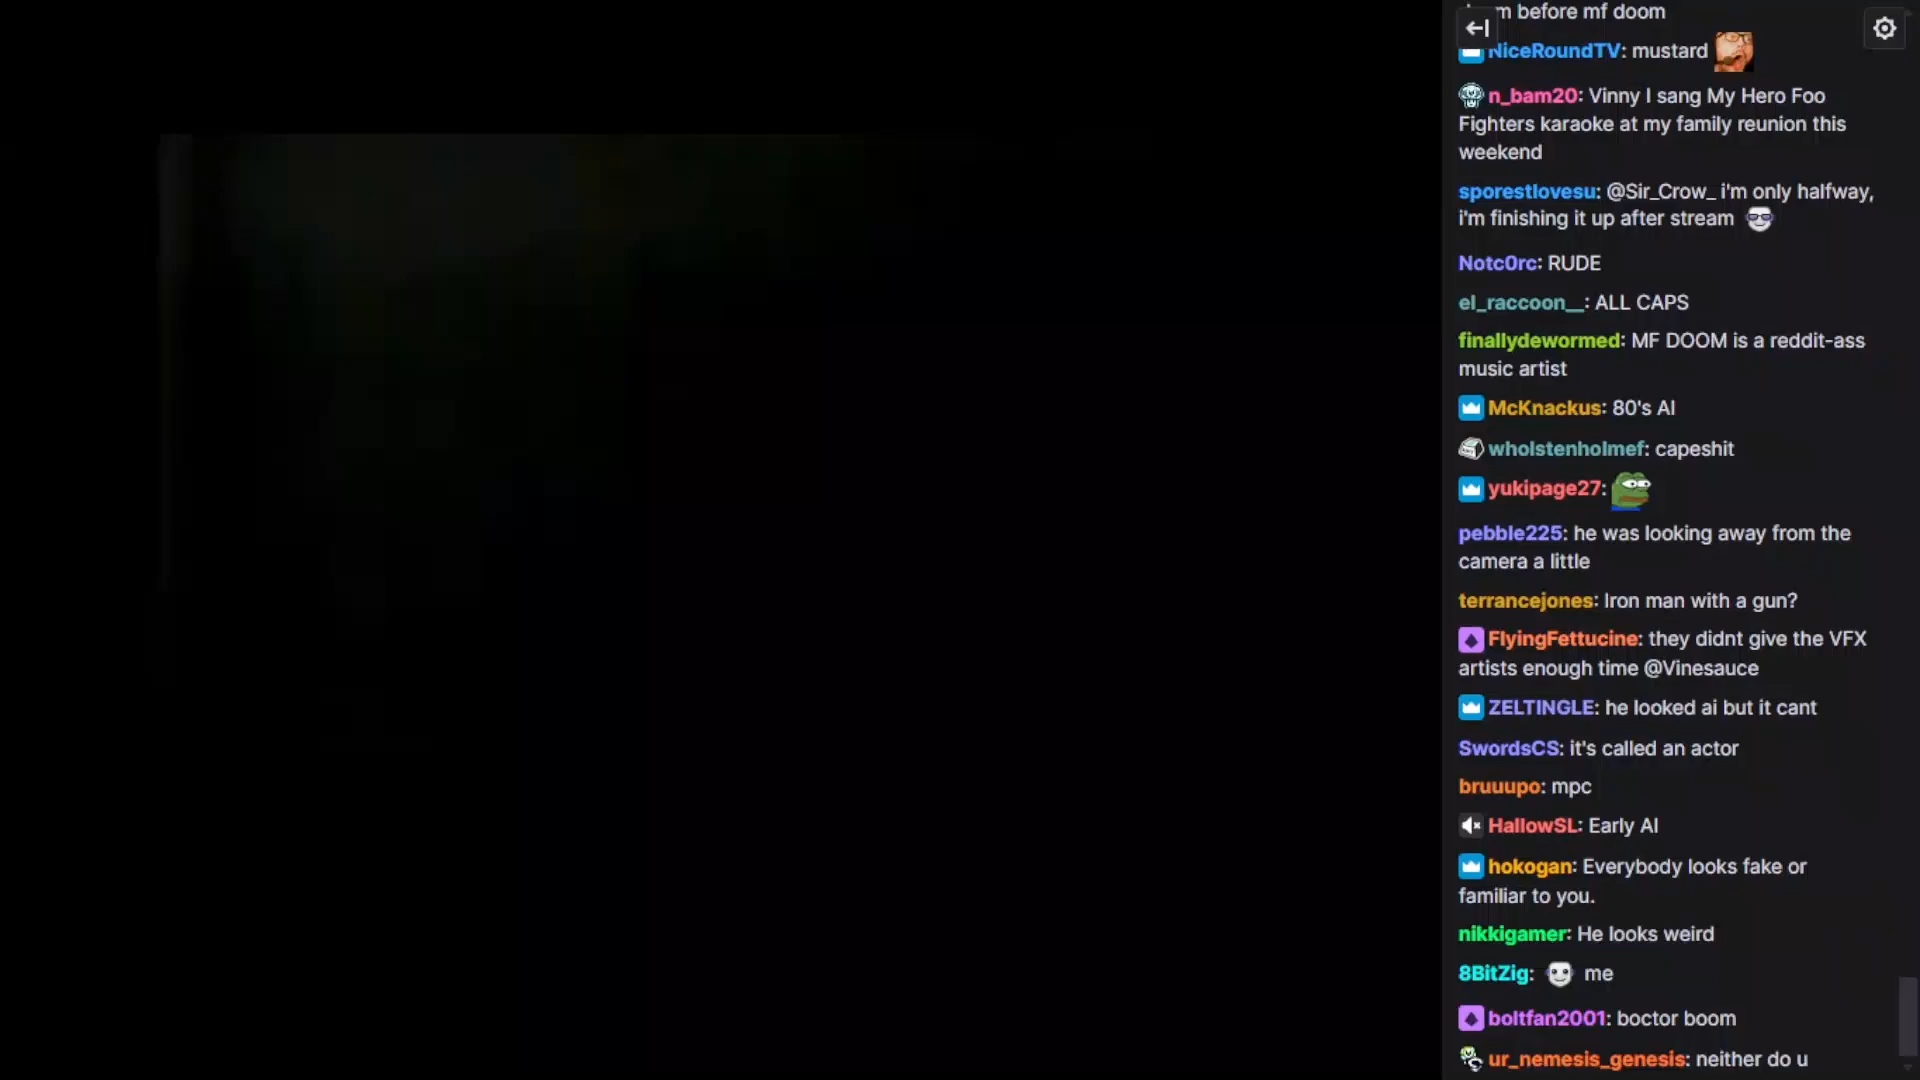 before mf doom
NiceRoundTV: mustard
n_bam20: Vinny I sang My Hero Foo
Fighters karaoke at my family reunion this
weekend
sporestlovesu: @Sir_Crow_ i'm only halfway,
i'm finishing it up after stream
Notc0rc: RUDE
el_raccoon__: ALL CAPS
finallydewormed: MF DOOM is a reddit-ass
music artist
McKnackus: 80's AI
wholstenholmef: capeshit
yukipage27:
pebble225: he was looking away from the
camera a little
terrancejones: Iron man with a gun?
FlyingFettucine: they didnt give the VFX
artists enough time @Vinesauce
ZELTINGLE: he looked ai but it cant
SwordsCS: it's called an actor
bruuupo: mpc
HallowSL: Early AI
hokogan: Everybody looks fake or
familiar to you.
nikkigamer: He looks weird
8BitZig: me
boltfan2001: boctor boom
ur_nemesis_genesis: neither do u